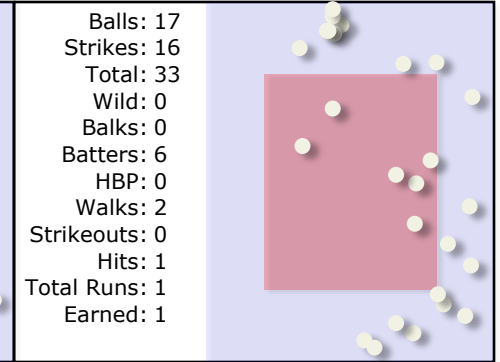 Balls: 17
Strikes: 16
Total: 33
Wild: 0
Balks: 0
Batters: 6
HBP: 0
Walks: 2
Strikeouts: 0
Hits: 1
Total Runs: 1
Earned: 1